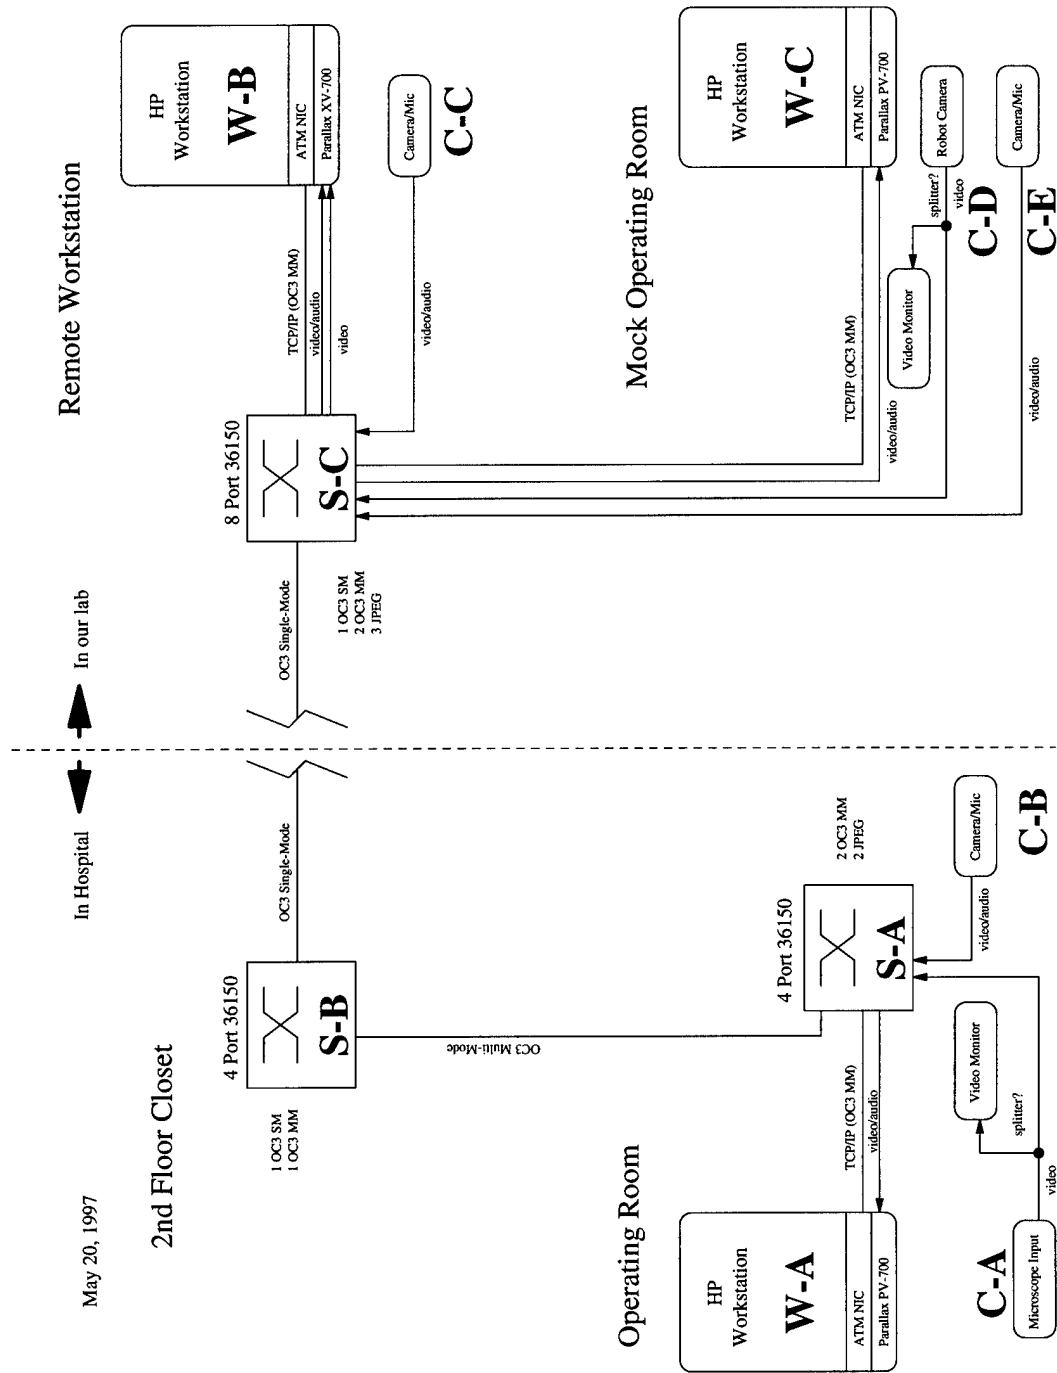 May 20, 1997
In Hospital
In our lab
2nd Floor Closet
4 Port 36150
S-B
1 OC3 SM
1 OC3 MM
OC3 Single-Mode
OC3 Single-Mode
OC3 Multi-Mode
Remote Workstation
8 Port 36150
S-C
1 OC3 SM
2 OC3 MM
3 JPEG
TCP/IP (OC3 MM)
video/audio
video
HP
Workstation
W-B
ATM NIC
Parallax XV-700
Camera/Mic
C-C
video/audio
Operating Room
HP
Workstation
W-A
ATM NIC
Parallax PV-700
TCP/IP (OC3 MM)
video/audio
4 Port 36150
S-A
2 OC3 MM
2 JPEG
Camera/Mic
C-B
video/audio
Video Monitor
splitter?
video
C-A
Microscope Input
Mock Operating Room
HP
Workstation
W-C
ATM NIC
Parallax PV-700
TCP/IP (OC3 MM)
video/audio
Video Monitor
splitter?
video
Robot Camera
C-D
Camera/Mic
C-E
video/audio